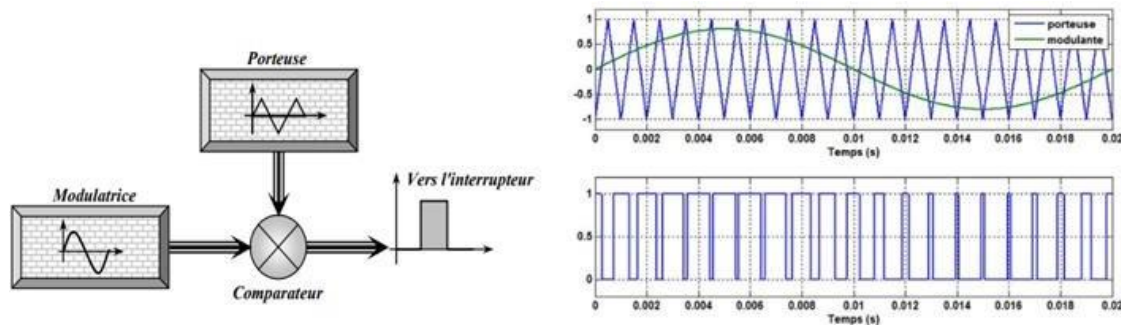 Porteuse
Modulatrice
Vers l'interrupteur
Comparateur
porteuse
modulante
1
0.5
0
-0.5
-1
0 0.002 0.004 0.006 0.008 0.01 0.012 0.014 0.016 0.018 0.02
Temps (s)
1
0.5
0
0 0.002 0.004 0.006 0.008 0.01 0.012 0.014 0.016 0.018 0.02
Temps (s)